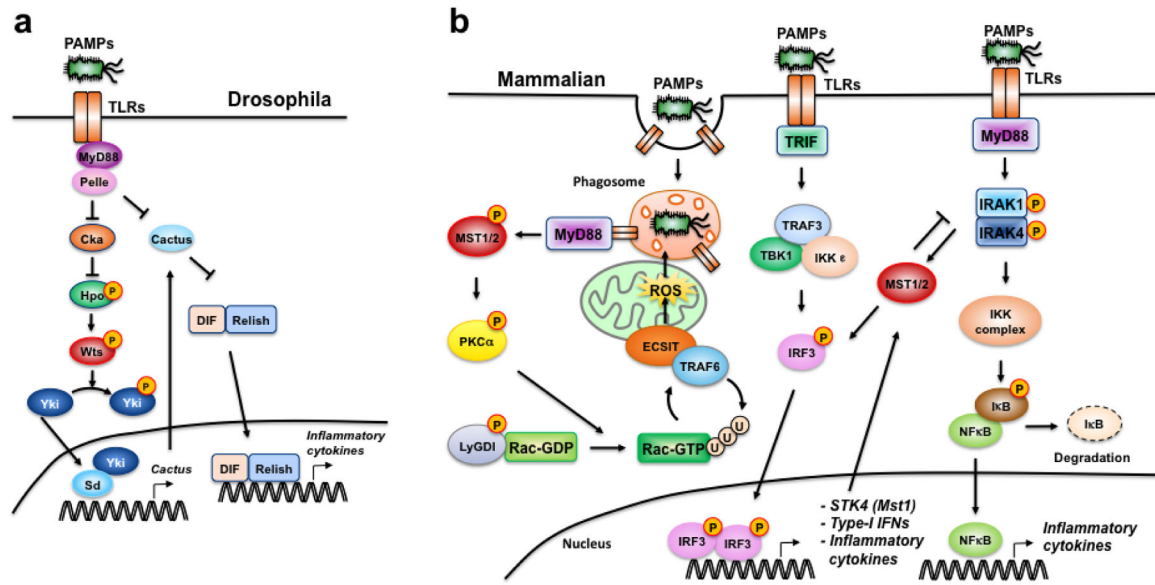 a
PAMPs
TLRs
Drosophila
MyD88
Pelle
Cka
Cactus
Hpo
P
DIF
Relish
Wts
P
Yki
Yki
P
Yki
Sd
Cactus
DIF
Relish
Inflammatory
cytokines
b
Mammalian
PAMPs
Phagosome
MyD88
MST1/2
P
ROS
ECSIT
TRAF6
PKCα
P
LyGDI
P
Rac-GDP
Rac-GTP
U
U
U
PAMPs
TLRs
TRIF
TRAF3
TBK1
IKK ε
IRF3
P
MST1/2
PAMPs
TLRs
MyD88
IRAK1
P
IRAK4
P
IKK
complex
IκB
P
NFκB
IκB
Degradation
Nucleus
IRF3
P
IRF3
P
- STK4 (Mst1)
- Type-I IFNs
- Inflammatory
cytokines
NFκB
Inflammatory
cytokines